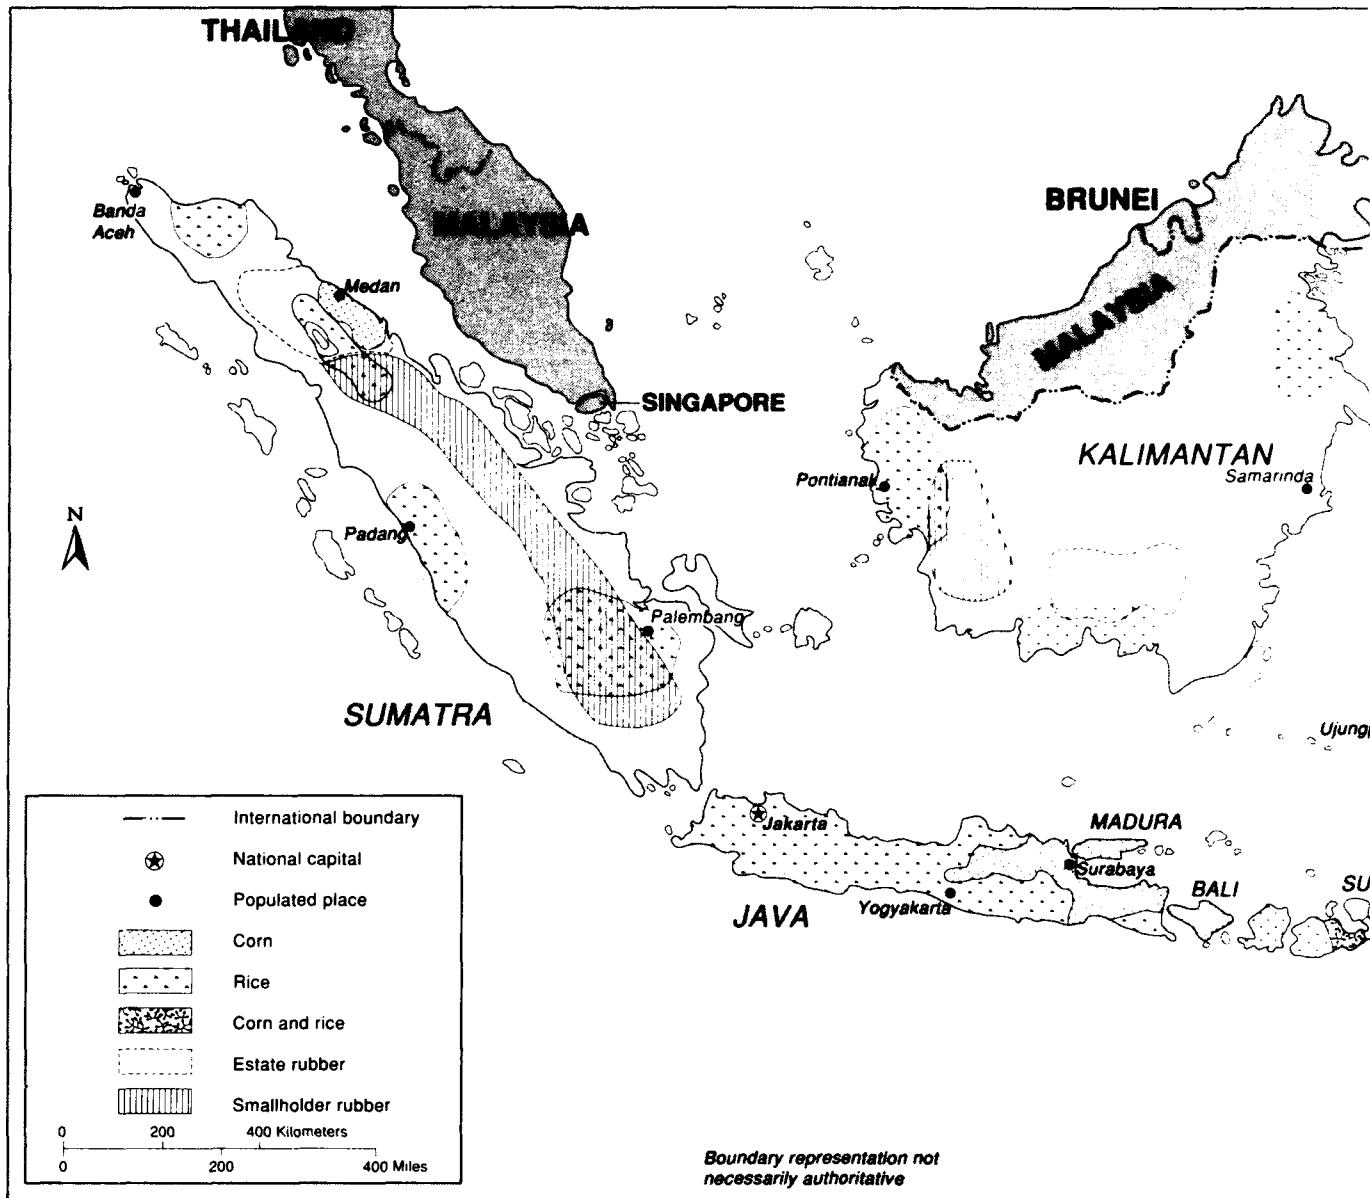 THAILAND
MALAYSIA
BRUNEI
MALAYSIA
Banda
Aceh
Medan
SINGAPORE
KALIMANTAN
Samarinda
Pontianak
N
Padang
Palembang
SUMATRA
Ujungp
International boundary
National capital
Populated place
Corn
Rice
Corn and rice
Estate rubber
Smallholder rubber
0 200 400 Kilometers
0 200 400 Miles
Jakarta
MADURA
Surabaya
BALI
SU
Yogyakarta
JAVA
Boundary representation not
necessarily authoritative